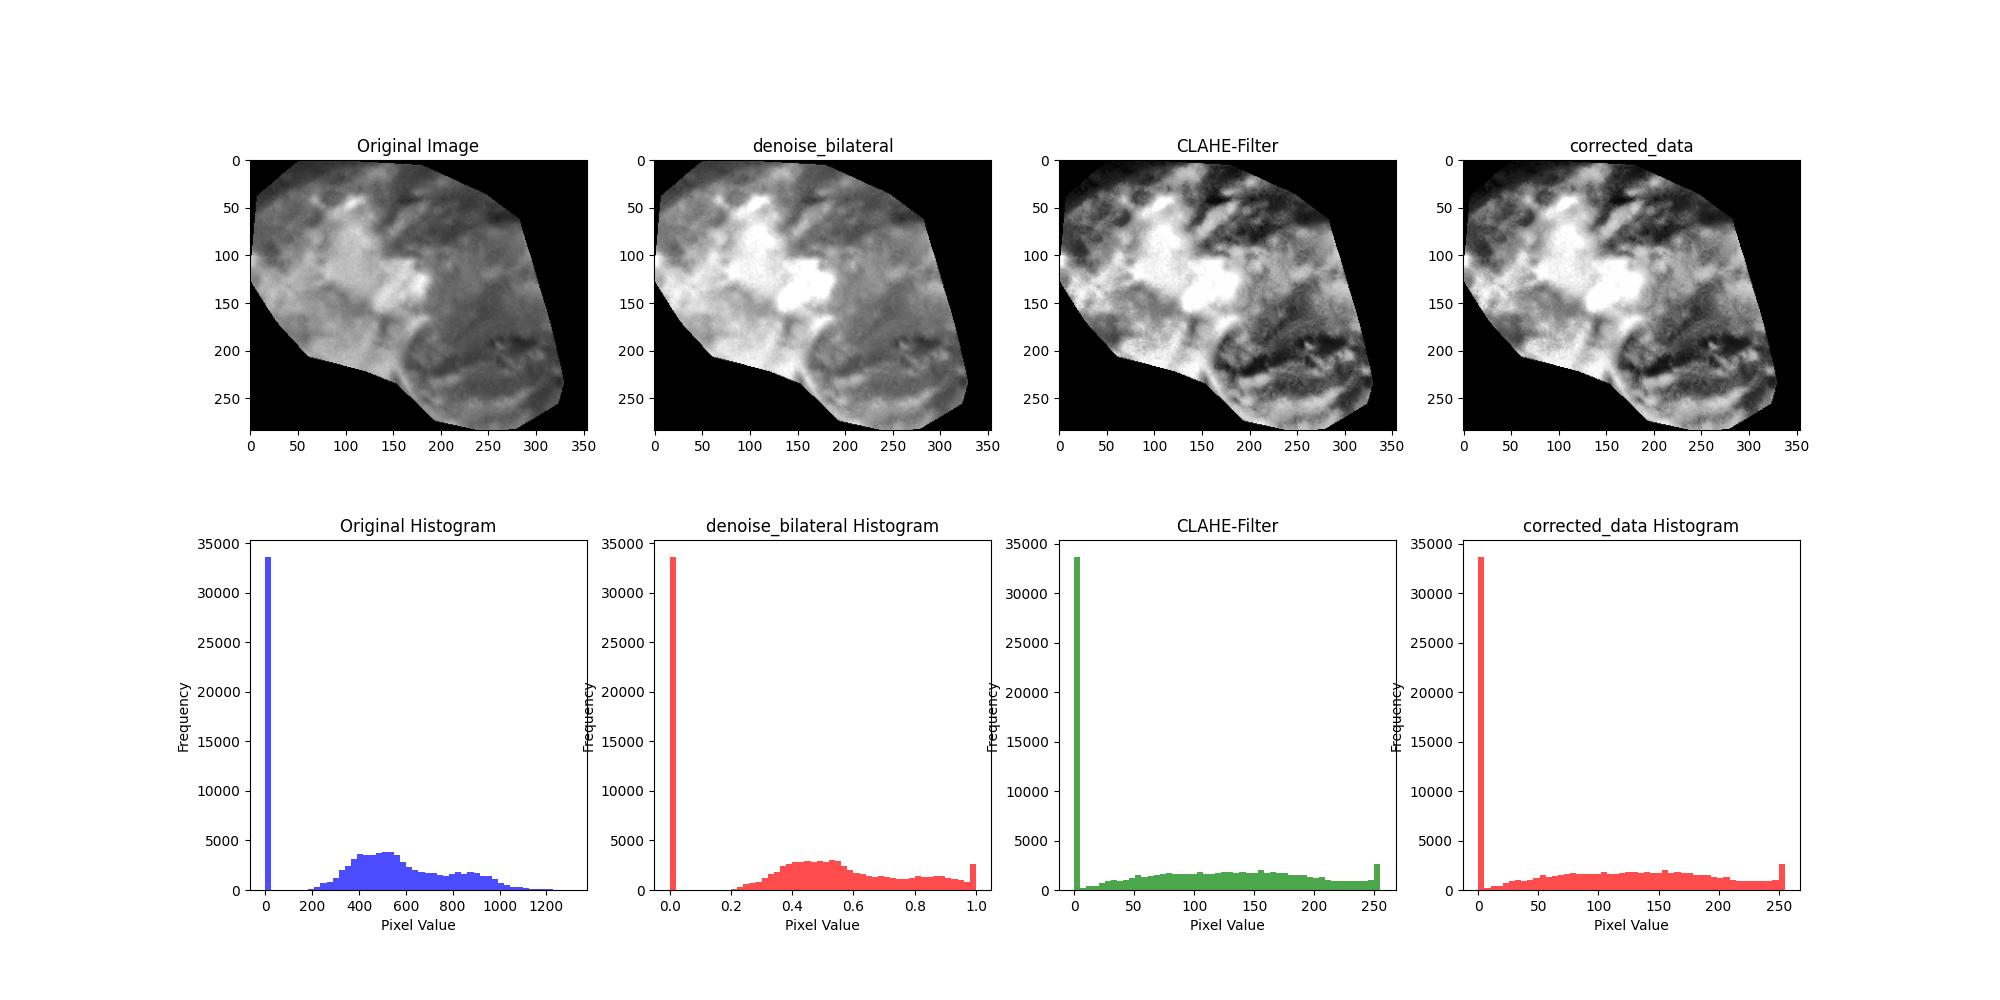 Original Image
denoise_bilateral
CLAHE-Filter
corrected_data
0
50
100
150
200
250
0 50 100 150 200 250 300 350
0
50
100
150
200
250
0 50 100 150 200 250 300 350
0
50
100
150
200
250
0 50 100 150 200 250 300 350
0
50
100
150
200
250
0 50 100 150 200 250 300 350
Original Histogram
denoise_bilateral Histogram
CLAHE-Filter
corrected_data Histogram
Frequency
35000
30000
25000
20000
15000
10000
5000
0
0 200 400 600 800 1000 1200
Pixel Value
Frequency
35000
30000
25000
20000
15000
10000
5000
0
0.0 0.2 0.4 0.6 0.8 1.0
Pixel Value
Frequency
35000
30000
25000
20000
15000
10000
5000
0
0 50 100 150 200 250
Pixel Value
Frequency
35000
30000
25000
20000
15000
10000
5000
0
0 50 100 150 200 250
Pixel Value